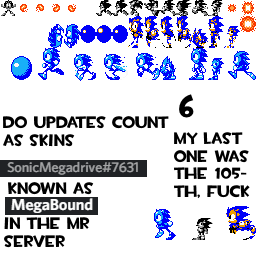 6
DO UPDATES COUNT
AS SKINS
SonicMegadrive#7631
KNOWN AS
MegaBound
IN THE MR
SERVER
MY LAST
ONE WAS
THE 105-
TH, FUCK